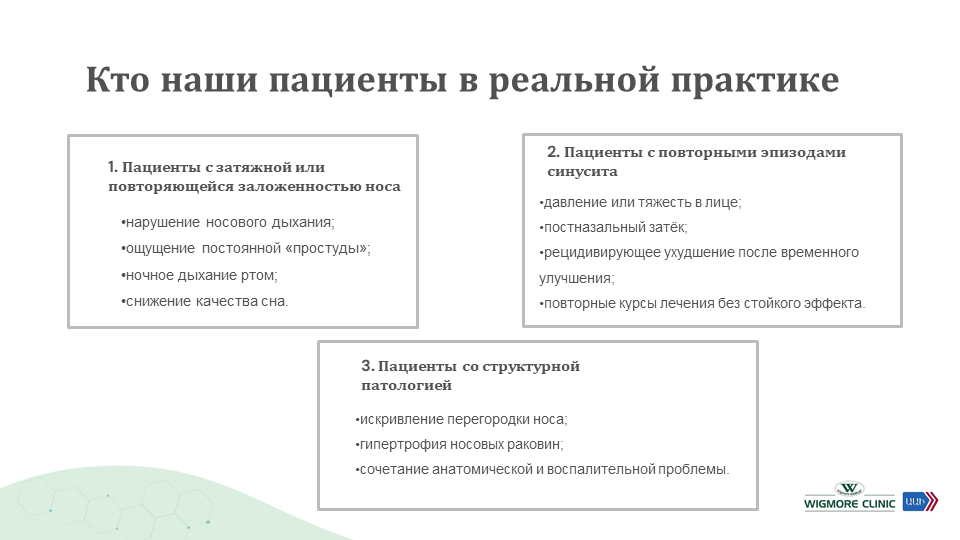 Кто наши пациенты в реальной практике
1. Пациенты с затяжной или
повторяющейся заложенностью носа
•нарушение носового дыхания;
•ощущение постоянной «простуды»;
•ночное дыхание ртом;
•снижение качества сна.
2. Пациенты с повторными эпизодами
синусита
•давление или тяжесть в лице;
•постназальный затёк;
•рецидивирующее ухудшение после временного
улучшения;
•повторные курсы лечения без стойкого эффекта.
3. Пациенты со структурной
патологией
•искривление перегородки носа;
•гипертрофия носовых раковин;
•сочетание анатомической и воспалительной проблемы.
W
WIGMORE CLINIC